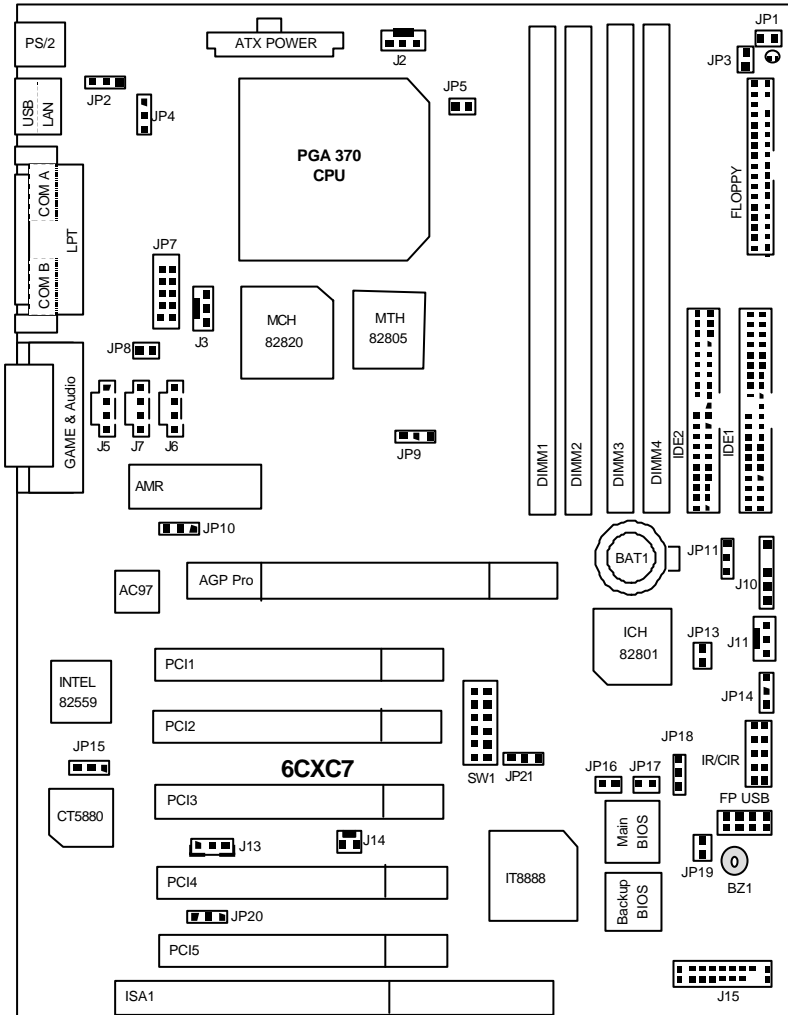 JP1
PS/2
ATX POWER
J2
JP3
JP2
JP5
USB
LAN
JP4
PGA 370
CPU
COM A
FLOPPY
LPT
JP7
COM B
MCH
82820
MTH
82805
J3
JP8
GAME & Audio
J5
J7
J6
JP9
DIMM1
DIMM2
DIMM3
DIMM4
IDE2
IDE1
AMR
JP10
BAT1
JP11
AGP Pro
AC97
J10
ICH
82801
JP13
J11
PCI1
INTEL
82559
JP14
PCI2
JP18
JP15
6CXC7
SW1
JP21
JP16
JP17
IR/CIR
PCI3
FP USB
CT5880
J13
J14
Main
BIOS
JP19
BZ1
PCI4
IT8888
Backup
BIOS
JP20
PCI5
ISA1
J15